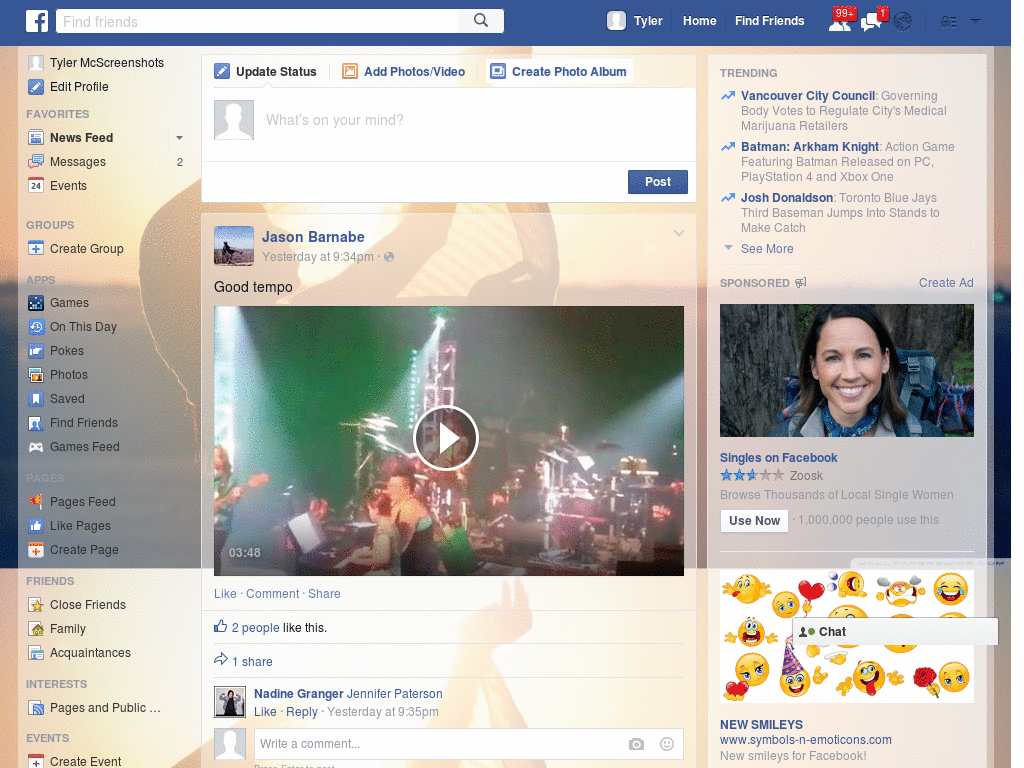 f
Find friends
Tyler
Home
Find Friends
99+
1
Tyler McScreenshots
Edit Profile
FAVORITES
News Feed
Messages
2
24
Events
GROUPS
Create Group
APPS
Games
On This Day
Pokes
Photos
Saved
Find Friends
Games Feed
PAGES
Pages Feed
Like Pages
Create Page
FRIENDS
Close Friends
Family
Acquaintances
INTERESTS
Pages and Public ...
EVENTS
Create Event
Update Status
Add Photos/Video
Create Photo Album
What's on your mind?
Post
Jason Barnabe
Yesterday at 9:34pm ·
Good tempo
03:48
Like · Comment · Share
2 people like this.
1 share
Nadine Granger Jennifer Paterson
Like · Reply · Yesterday at 9:35pm
Write a comment...
TRENDING
Vancouver City Council: Governing
Body Votes to Regulate City's Medical
Marijuana Retailers
Batman: Arkham Knight: Action Game
Featuring Batman Released on PC,
PlayStation 4 and Xbox One
Josh Donaldson: Toronto Blue Jays
Third Baseman Jumps Into Stands to
Make Catch
See More
SPONSORED
Create Ad
Singles on Facebook
Zoosk
Browse Thousands of Local Single Women
Use Now · 1,000,000 people use this
Chat
NEW SMILEYS
www.symbols-n-emoticons.com
New smileys for Facebook!